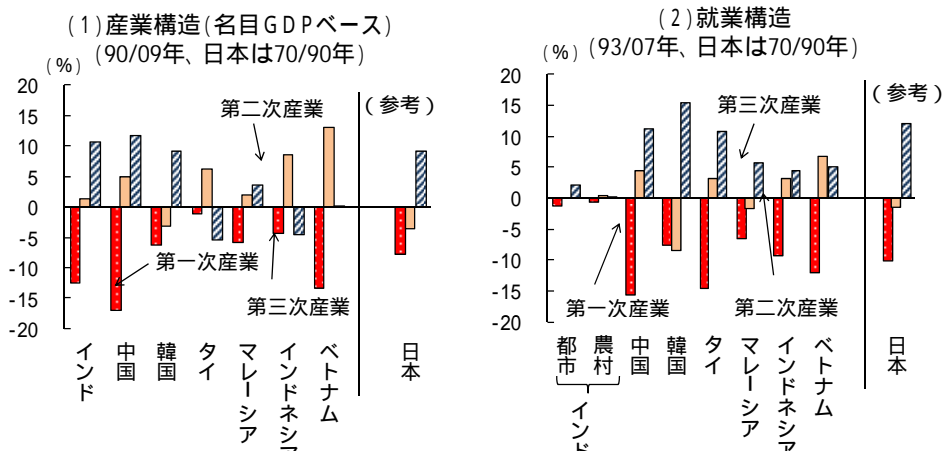 (1)産業構造(名目GDPベース)
(90/09年、日本は70/90年)
(%)
20
15
10
5
0
-5
-10
-15
-20
第二次産業
(参考)
第一次産業
第三次産業
インド
中国
韓国
タイ
マレーシア
インドネシア
ベトナム
日本
(2)就業構造
(%)
(93/07年、日本は70/90年)
20
15
10
5
0
-5
-10
-15
-20
第三次産業
(参考)
第一次産業
第二次産業
都市
農村
インド
中国
韓国
タイ
マレーシア
インドネシア
ベトナム
日本